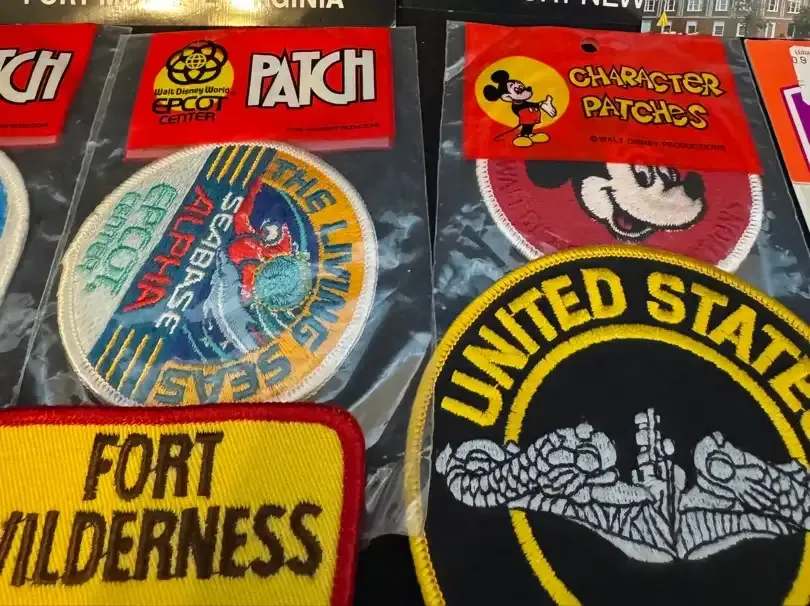 VIRGINIA
NEW
PATCH
Walt Disney World
EPCOT
CENTER
PATCH
CHARACTER
PATCHES
© WALT DISNEY PRODUCTIONS
THE LIVING SEAS
SEABASE
ALPHA
EPCOT
CENTER
UNITED STATES
FORT
WILDERNESS